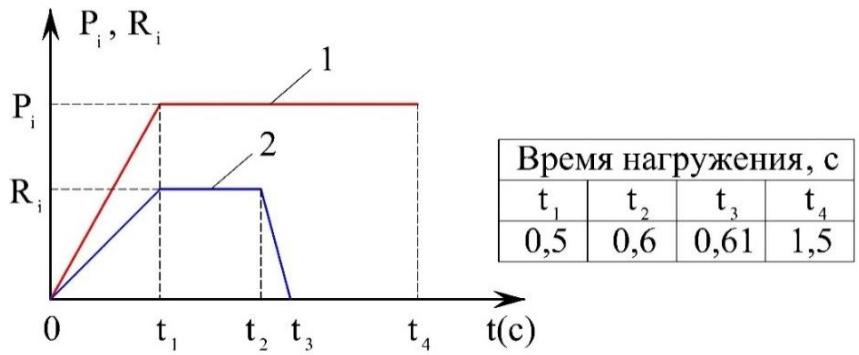 P_i, R_i
1
P_i
2
R_i
0 t_1 t_2 t_3 t_4 t(c)
Время нагружения, с
t_1 t_2 t_3 t_4
0,5 0,6 0,61 1,5